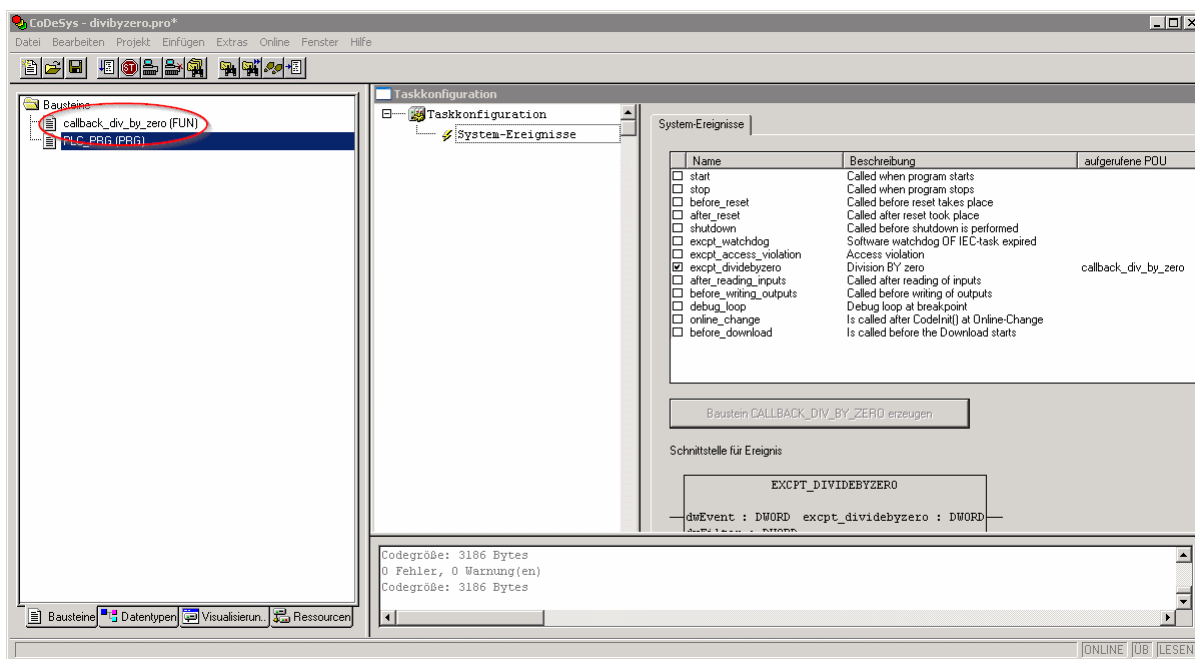 CoDeSys - divibyzero.pro*
Datei Bearbeiten Projekt Einfügen Extras Online Fenster Hilfe
Bausteine
callback_div_by_zero (FUN)
PLC_PRG (PRG)
Taskkonfiguration
Taskkonfiguration
System-Ereignisse
System-Ereignisse
Name Beschreibung aufgerufene POU
start Called when program starts
stop Called when program stops
before_reset Called before reset takes place
after_reset Called after reset took place
shutdown Called before shutdown is performed
excpt_watchdog Software watchdog OF IEC-task expired
excpt_access_violation Access violation
excpt_dividebyzero Division BY zero callback_div_by_zero
after_reading_inputs Called after reading of inputs
before_writing_outputs Called before writing of outputs
debug_loop Debug loop at breakpoint
online_change Is called after CodeInit() at Online-Change
before_download Is called before the Download starts
Baustein CALLBACK_DIV_BY_ZERO erzeugen
Schnittstelle für Ereignis
EXCPT_DIVIDEBYZERO
dwEvent : DWORD excpt_dividebyzero : DWORD
dwFilter : DWORD
Codegröße: 3186 Bytes
0 Fehler, 0 Warnung(en)
Codegröße: 3186 Bytes
Bausteine Datentypen Visualisierun.. Ressourcen
ONLINE ÜB LESEN